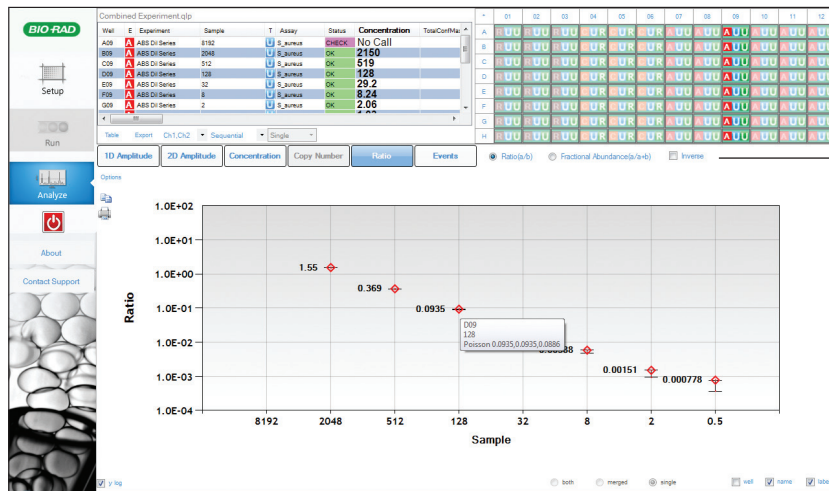 Combined Experiment.qlp
BIO-RAD
Setup
Run
Analyze
About
Contact Support
Well E Experiment Sample T Assay Status Concentration TotalConfMa
A09 A ABS Dil Series 8192 U S_aureus CHECK No Call
B09 A ABS Dil Series 2048 U S_aureus OK 2150
C09 A ABS Dil Series 512 U S_aureus OK 519
D09 A ABS Dil Series 128 U S_aureus OK 128
E09 A ABS Dil Series 32 U S_aureus OK 29.2
F09 A ABS Dil Series 8 U S_aureus OK 8.24
G09 A ABS Dil Series 2 U S_aureus OK 2.06
Table Export Ch1,Ch2 Sequential Single
* 01 02 03 04 05 06 07 08 09 10 11 12
A
B
C
D
E
F
G
H
A U U
1D Amplitude 2D Amplitude Concentration Copy Number Ratio Events
Ratio(a/b) Fractional Abundance(a/a+b) Inverse
Options
Ratio
1.0E+02
1.0E+01
1.0E+00
1.0E-01
1.0E-02
1.0E-03
1.0E-04
1.55
0.369
0.0935
D09
128
Poisson 0.0935,0.0935,0.0886
0.00151
0.000778
8192 2048 512 128 32 8 2 0.5
Sample
y log
both merged single well name labe